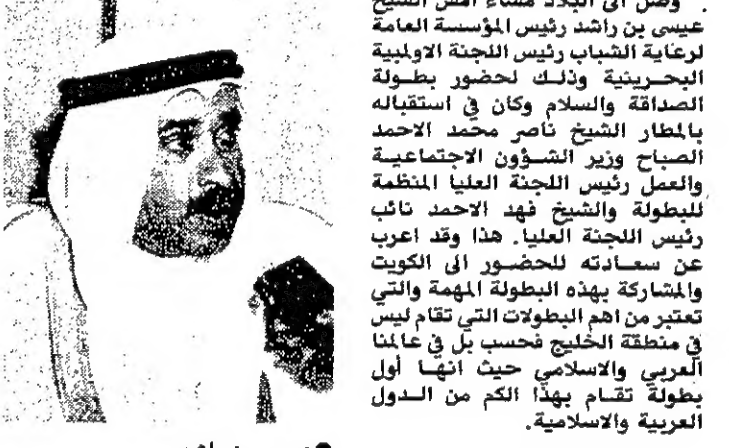 وصل الى البلاد مساء امس الشيخ
عيسى بن راشد رئيس المؤسسة العامة
لرعاية الشباب رئيس اللجنة الاولمبية
البحرينية وذلك لحضور بطولة
الصداقة والسلام وكان في استقباله
بالمطار الشيخ ناصر محمد الاحمد
الصباح وزير الشؤون الاجتماعية
والعمل رئيس اللجنة العليا المنظمة
للبطولة والشيخ فهد الاحمد نائب
رئيس اللجنة العليا. هذا وقد اعرب
عن سعادته للحضور الى الكويت
والمشاركة بهذه البطولة المهمة والتي
تعتبر من اهم البطولات التي تقام ليس
في منطقة الخليج فحسب بل في عالمنا
العربي والاسلامي حيث انها أول
بطولة تقام بهذا الكم من الدول
العربية والاسلامية.